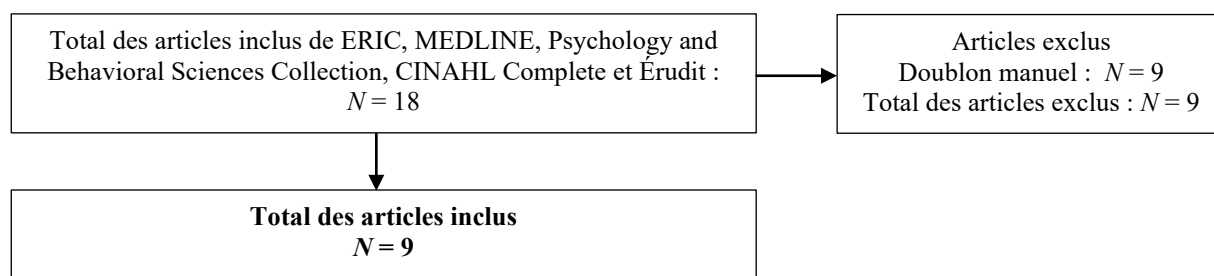 Total des articles inclus de ERIC, MEDLINE, Psychology and
Behavioral Sciences Collection, CINAHL Complete et Érudit :
N = 18
Articles exclus
Doublon manuel : N = 9
Total des articles exclus : N = 9
Total des articles inclus
N = 9